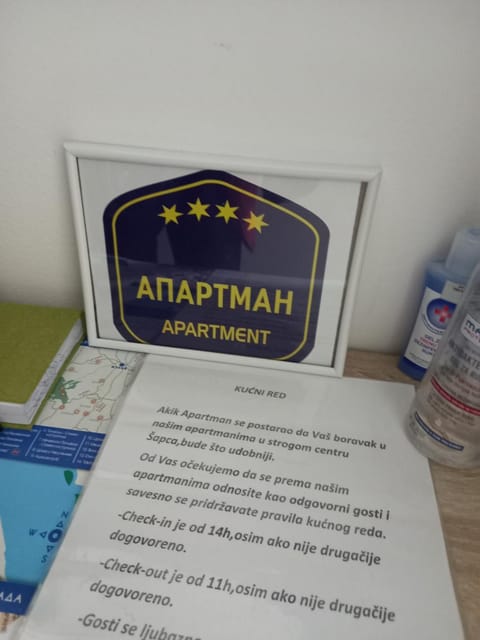 АПАРТМАН
APARTMENT
KUĆNI RED
Akik Apartman se postarao da Vaš boravak u
našim apartmanima u strogom centru
Šapca,bude što udobniji.
Od Vas očekujemo da se prema našim
apartmanima odnosite kao odgovorni gosti i
savesno se pridržavate pravila kućnog reda.
-Check-in je od 14h,osim ako nije drugačije
dogovoreno.
-Check-out je od 11h,osim ako nije drugačije
dogovoreno.
-Gosti se